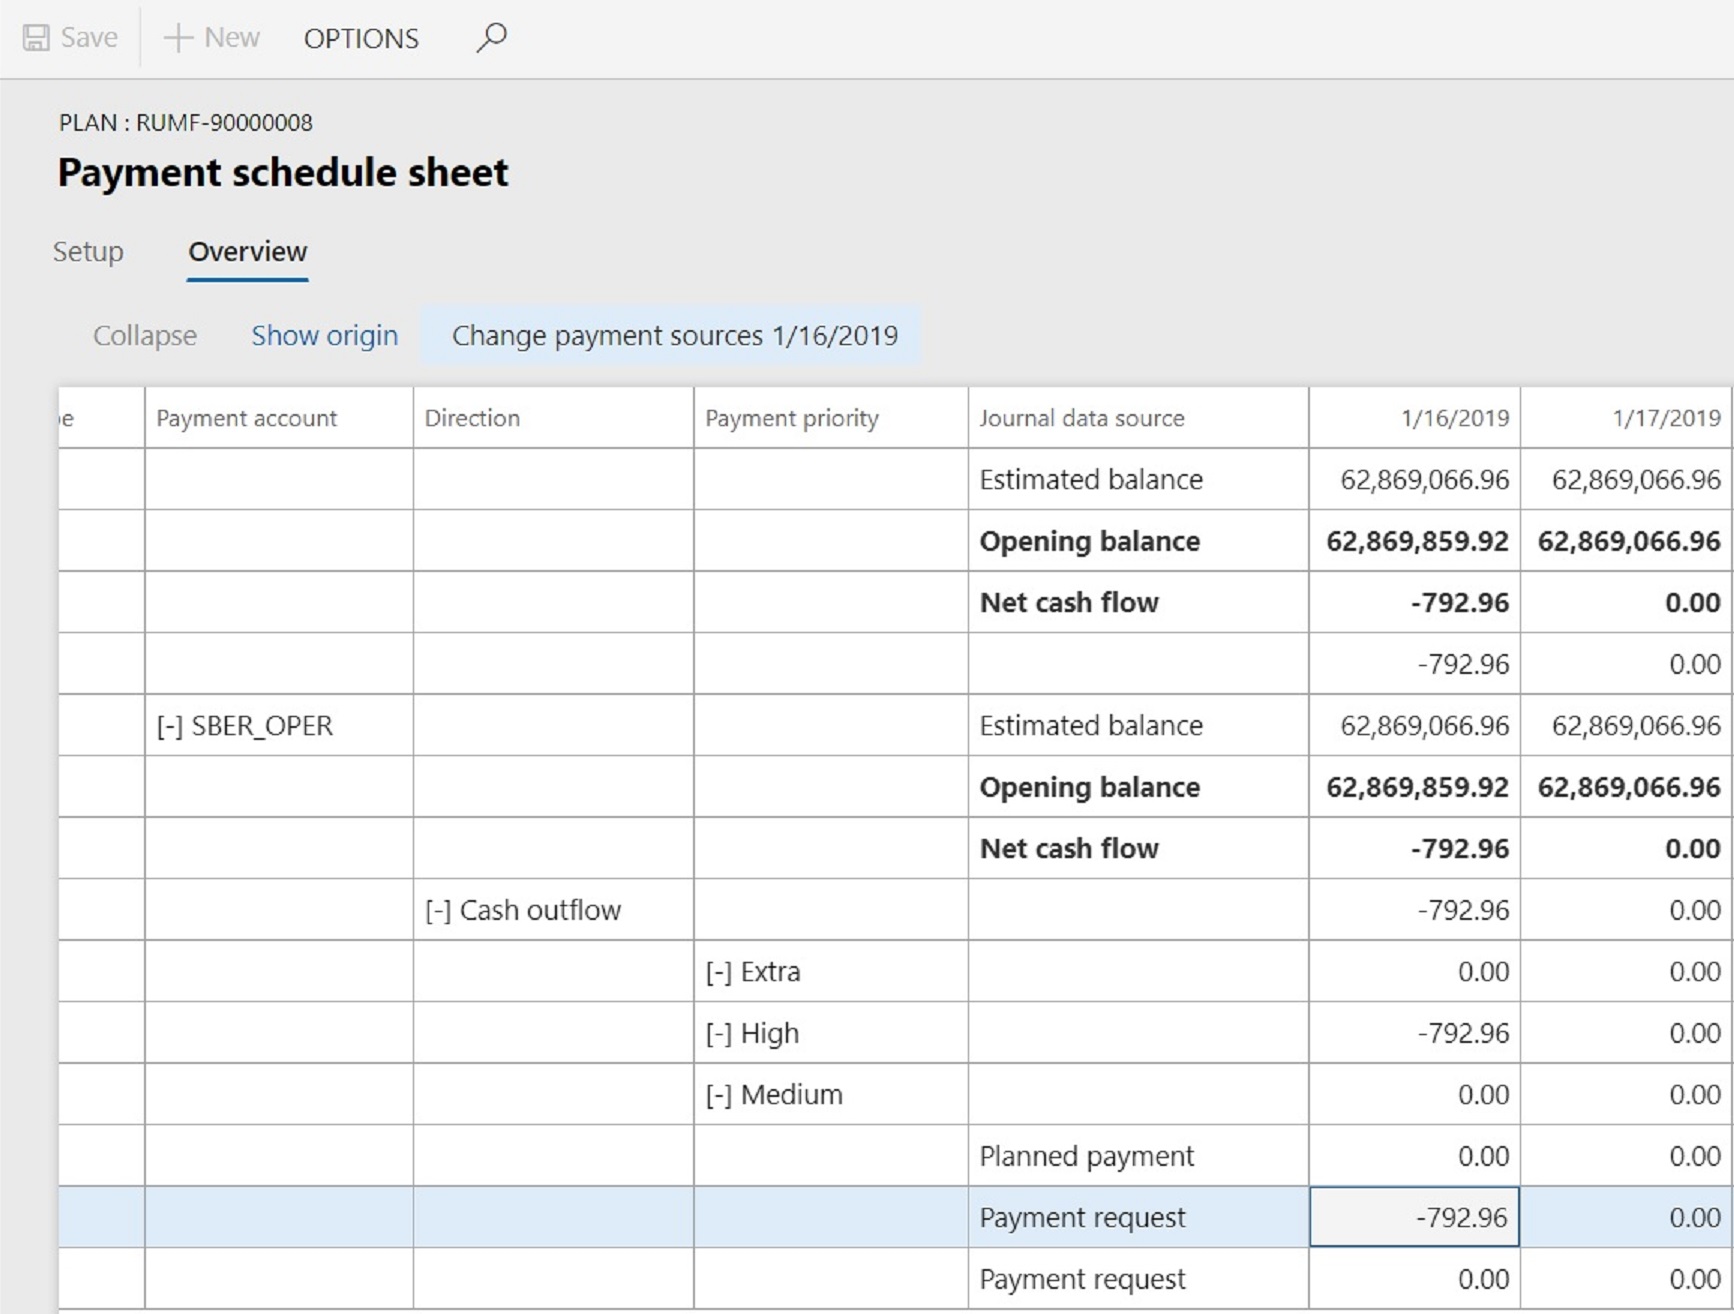 Save New OPTIONS
PLAN : RUMF-90000008
Payment schedule sheet
Setup Overview
Collapse Show origin Change payment sources 1/16/2019
e Payment account Direction Payment priority Journal data source 1/16/2019 1/17/2019
Estimated balance 62,869,066.96 62,869,066.96
Opening balance 62,869,859.92 62,869,066.96
Net cash flow -792.96 0.00
-792.96 0.00
[-] SBER_OPER Estimated balance 62,869,066.96 62,869,066.96
Opening balance 62,869,859.92 62,869,066.96
Net cash flow -792.96 0.00
[-] Cash outflow -792.96 0.00
[-] Extra 0.00 0.00
[-] High -792.96 0.00
[-] Medium 0.00 0.00
Planned payment 0.00 0.00
Payment request -792.96 0.00
Payment request 0.00 0.00